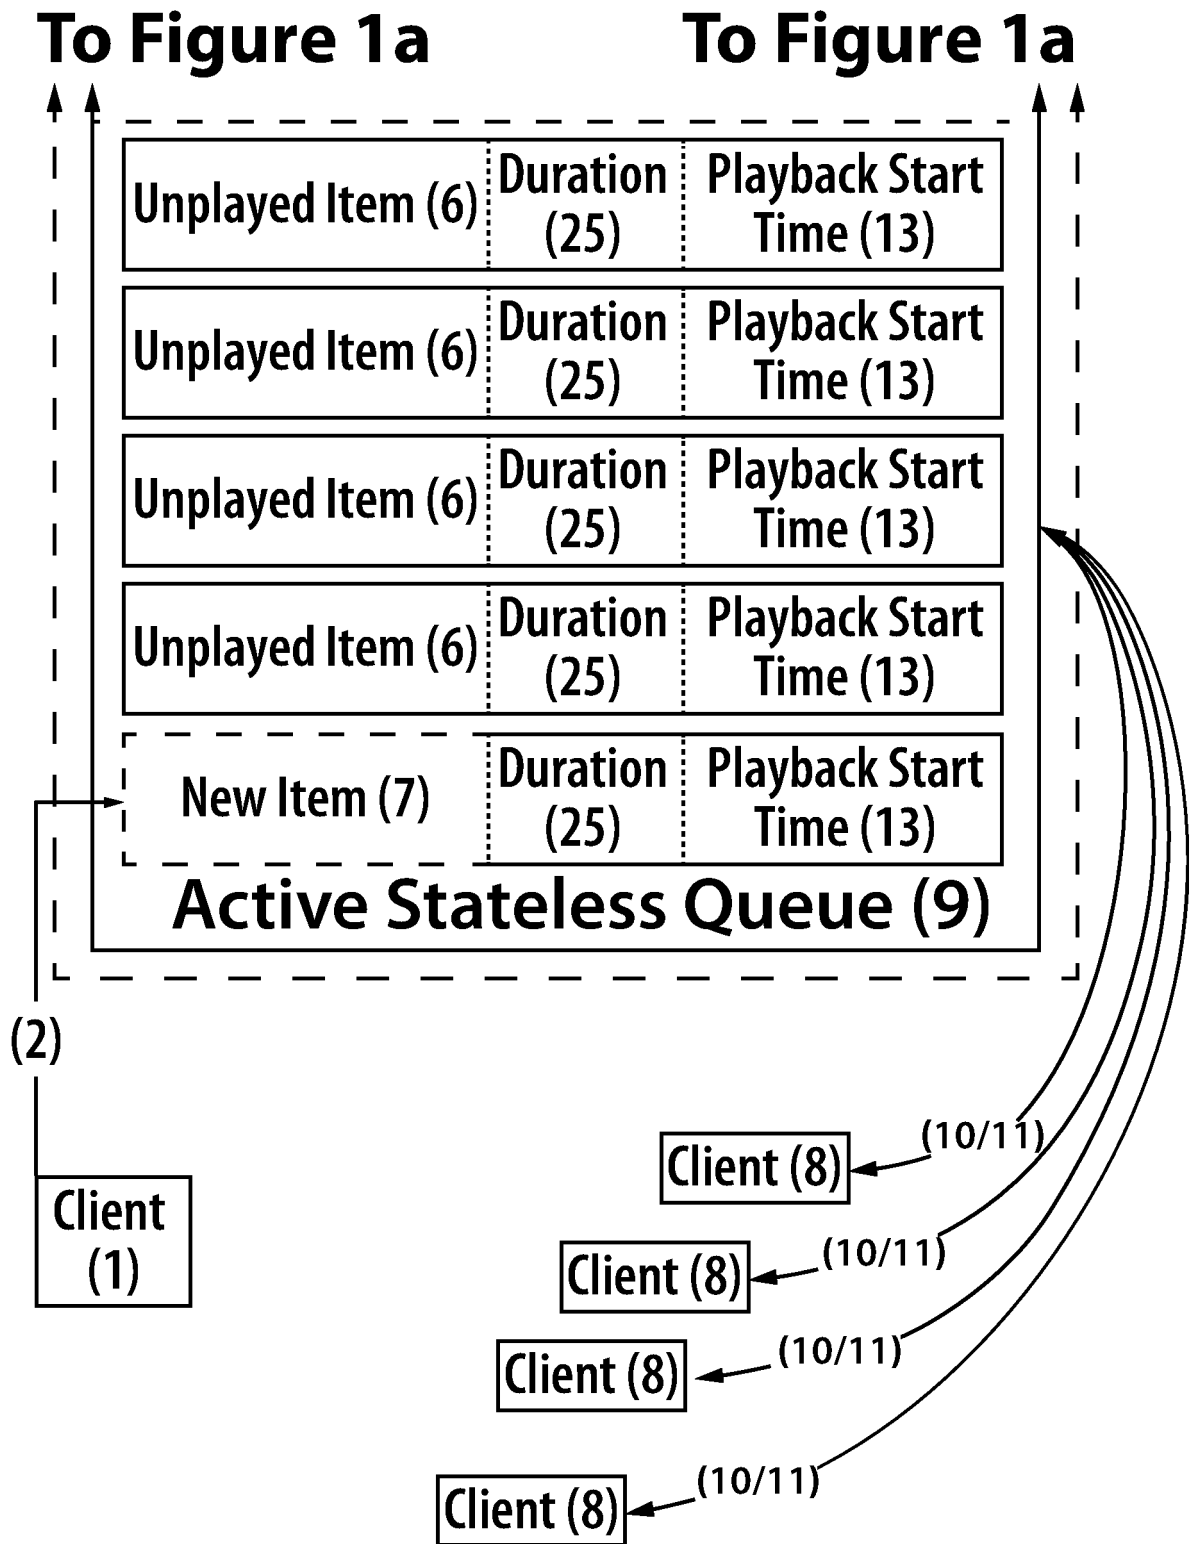 To Figure 1a To Figure 1a
Unplayed Item (6) Duration (25) Playback Start Time (13)
Unplayed Item (6) Duration (25) Playback Start Time (13)
Unplayed Item (6) Duration (25) Playback Start Time (13)
Unplayed Item (6) Duration (25) Playback Start Time (13)
New Item (7) Duration (25) Playback Start Time (13)
Active Stateless Queue (9)
(2)
Client (8) (10/11)
Client (1)
Client (8) (10/11)
Client (8) (10/11)
Client (8) (10/11)